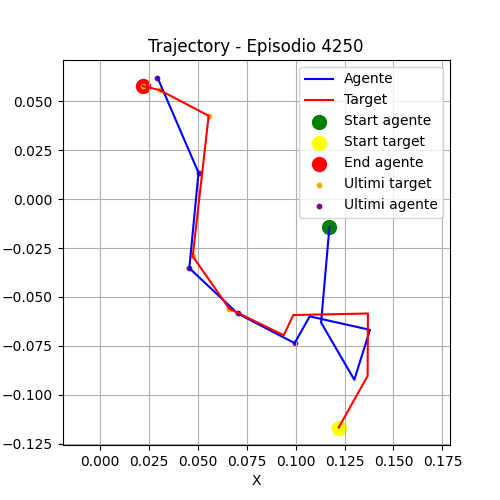 Trajectory - Episodio 4250
Agente
Target
Start agente
Start target
End agente
Ultimi target
Ultimi agente
0.050
0.025
0.000
−0.025
−0.050
−0.075
−0.100
−0.125
0.000 0.025 0.050 0.075 0.100 0.125 0.150 0.175
X